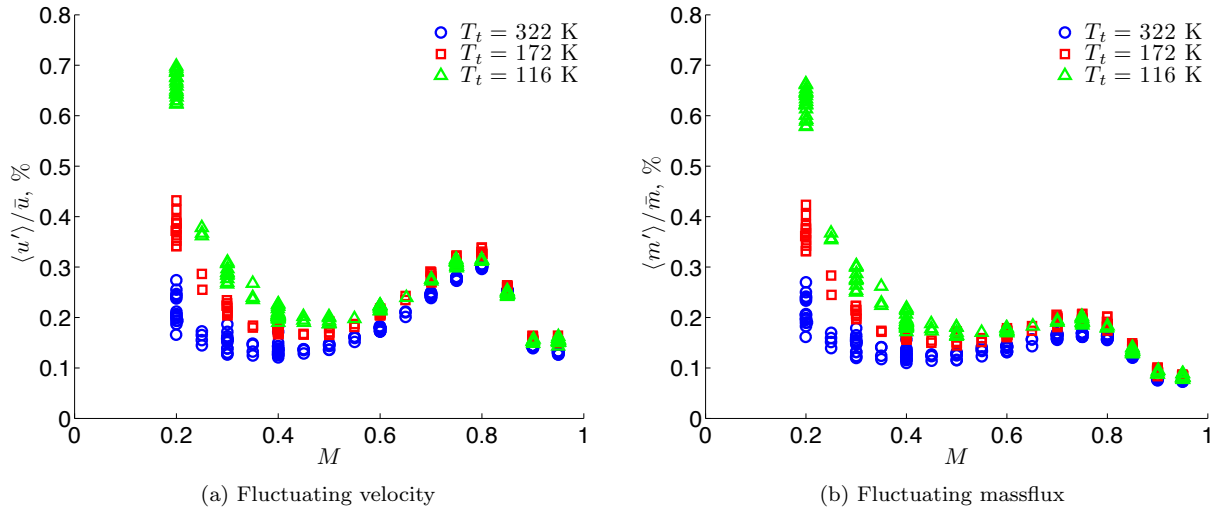 0.8
0.7
0.6
0.5
0.4
0.3
0.2
0.1
0
⟨u′⟩/ū, %
0 0.2 0.4 0.6 0.8 1
M
T_t = 322 K
T_t = 172 K
T_t = 116 K
(a) Fluctuating velocity
0.8
0.7
0.6
0.5
0.4
0.3
0.2
0.1
0
⟨m′⟩/m̄, %
0 0.2 0.4 0.6 0.8 1
M
T_t = 322 K
T_t = 172 K
T_t = 116 K
(b) Fluctuating massflux